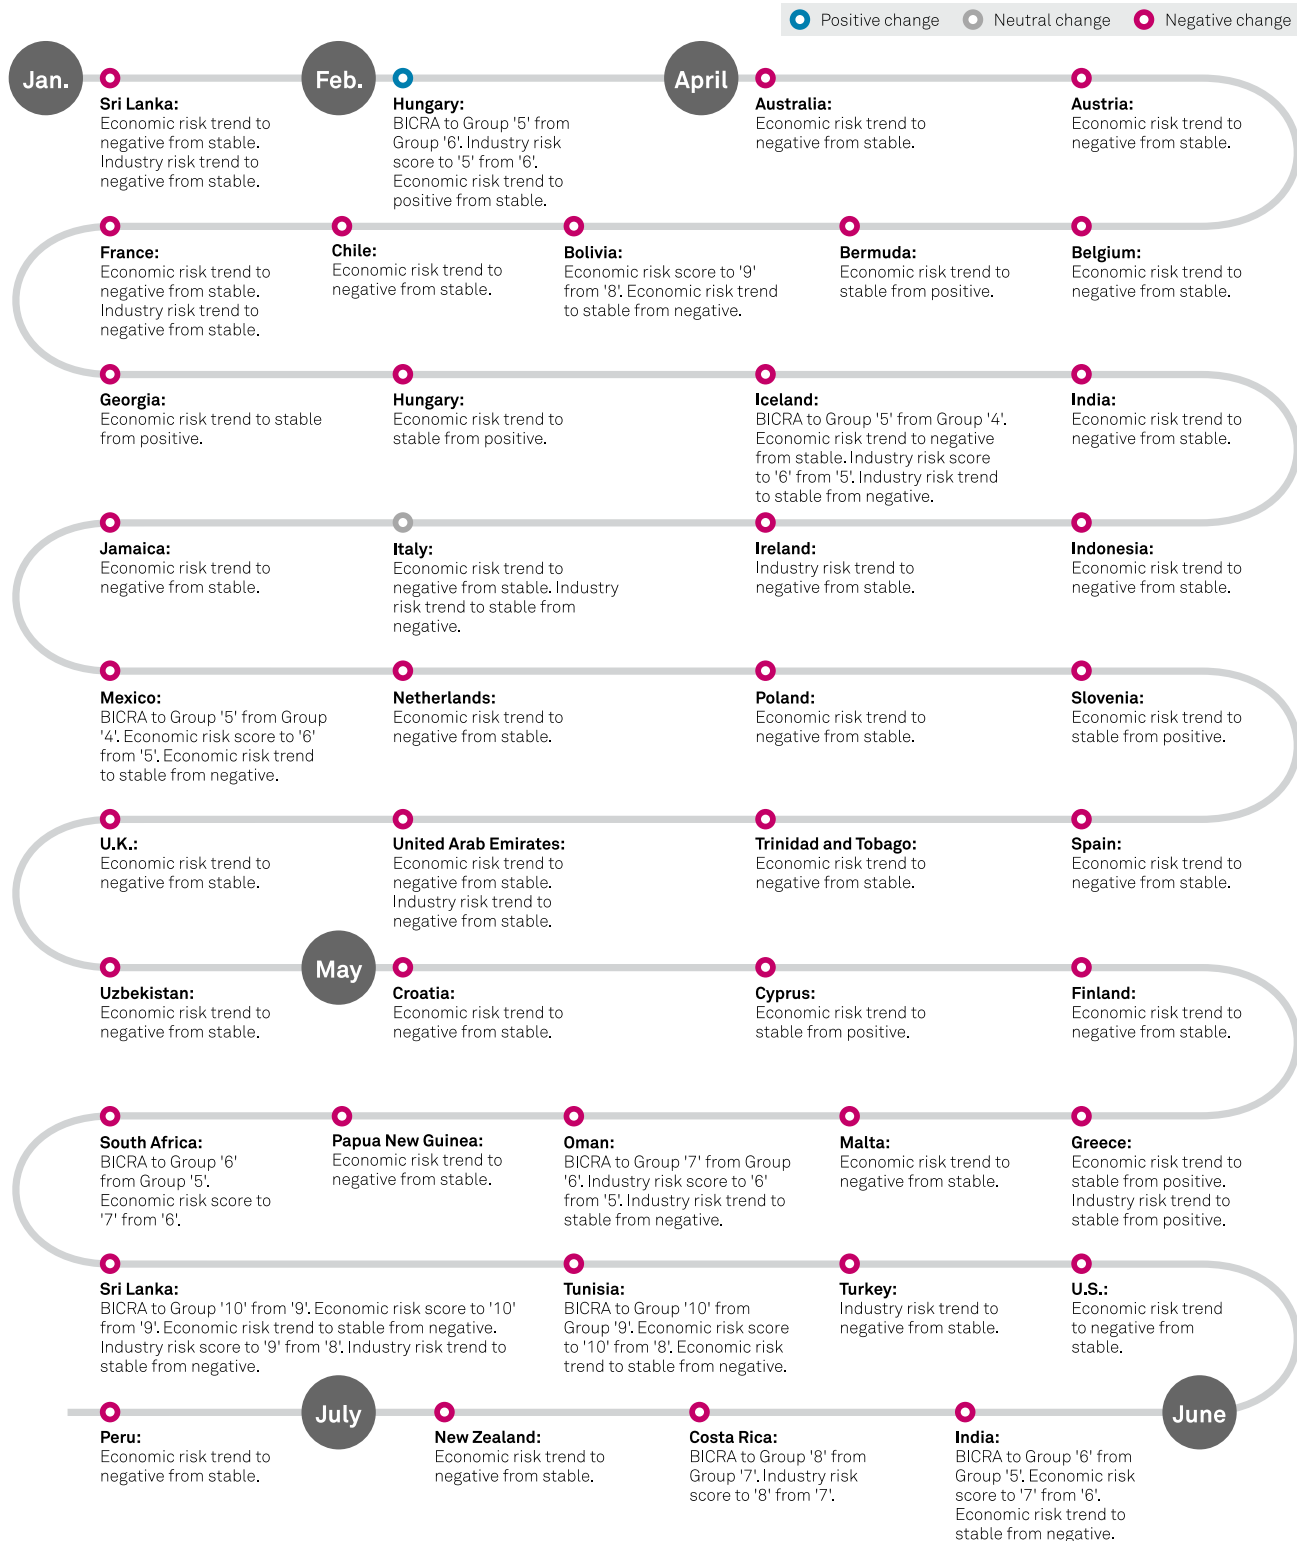 Positive change
Neutral change
Negative change
Jan.
Sri Lanka:
Economic risk trend to
negative from stable.
Industry risk trend to
negative from stable.
Feb.
Hungary:
BICRA to Group '5' from
Group '6'. Industry risk
score to '5' from '6'.
Economic risk trend to
positive from stable.
April
Australia:
Economic risk trend to
negative from stable.
Austria:
Economic risk trend to
negative from stable.
France:
Economic risk trend to
negative from stable.
Industry risk trend to
negative from stable.
Chile:
Economic risk trend to
negative from stable.
Bolivia:
Economic risk score to '9'
from '8'. Economic risk trend
to stable from negative.
Bermuda:
Economic risk trend to
stable from positive.
Belgium:
Economic risk trend to
negative from stable.
Georgia:
Economic risk trend to stable
from positive.
Hungary:
Economic risk trend to
stable from positive.
Iceland:
BICRA to Group '5' from Group '4'.
Economic risk trend to negative
from stable. Industry risk score
to '6' from '5'. Industry risk trend
to stable from negative.
India:
Economic risk trend to
negative from stable.
Jamaica:
Economic risk trend to
negative from stable.
Italy:
Economic risk trend to
negative from stable. Industry
risk trend to stable from
negative.
Ireland:
Industry risk trend to
negative from stable.
Indonesia:
Economic risk trend to
negative from stable.
Mexico:
BICRA to Group '5' from Group
'4'. Economic risk score to '6'
from '5'. Economic risk trend
to stable from negative.
Netherlands:
Economic risk trend to
negative from stable.
Poland:
Economic risk trend to
negative from stable.
Slovenia:
Economic risk trend to
stable from positive.
U.K.:
Economic risk trend to
negative from stable.
United Arab Emirates:
Economic risk trend to
negative from stable.
Industry risk trend to
negative from stable.
Trinidad and Tobago:
Economic risk trend to
negative from stable.
Spain:
Economic risk trend to
negative from stable.
Uzbekistan:
Economic risk trend to
negative from stable.
May
Croatia:
Economic risk trend to
negative from stable.
Cyprus:
Economic risk trend to
stable from positive.
Finland:
Economic risk trend to
negative from stable.
South Africa:
BICRA to Group '6'
from Group '5'.
Economic risk score to
'7' from '6'.
Papua New Guinea:
Economic risk trend to
negative from stable.
Oman:
BICRA to Group '7' from Group
'6'. Industry risk score to '6'
from '5'. Industry risk trend to
stable from negative.
Malta:
Economic risk trend to
negative from stable.
Greece:
Economic risk trend to
stable from positive.
Industry risk trend to
stable from positive.
Sri Lanka:
BICRA to Group '10' from '9'. Economic risk score to '10'
from '9'. Economic risk trend to stable from negative.
Industry risk score to '9' from '8'. Industry risk trend to
stable from negative.
Tunisia:
BICRA to Group '10' from
Group '9'. Economic risk score
to '10' from '8'. Economic risk
trend to stable from negative.
Turkey:
Industry risk trend to
negative from stable.
U.S.:
Economic risk trend
to negative from
stable.
Peru:
Economic risk trend to
negative from stable.
July
New Zealand:
Economic risk trend to
negative from stable.
Costa Rica:
BICRA to Group '8' from
Group '7'. Industry risk
score to '8' from '7'.
India:
BICRA to Group '6' from
Group '5'. Economic risk
score to '7' from '6'.
Economic risk trend to
stable from negative.
June